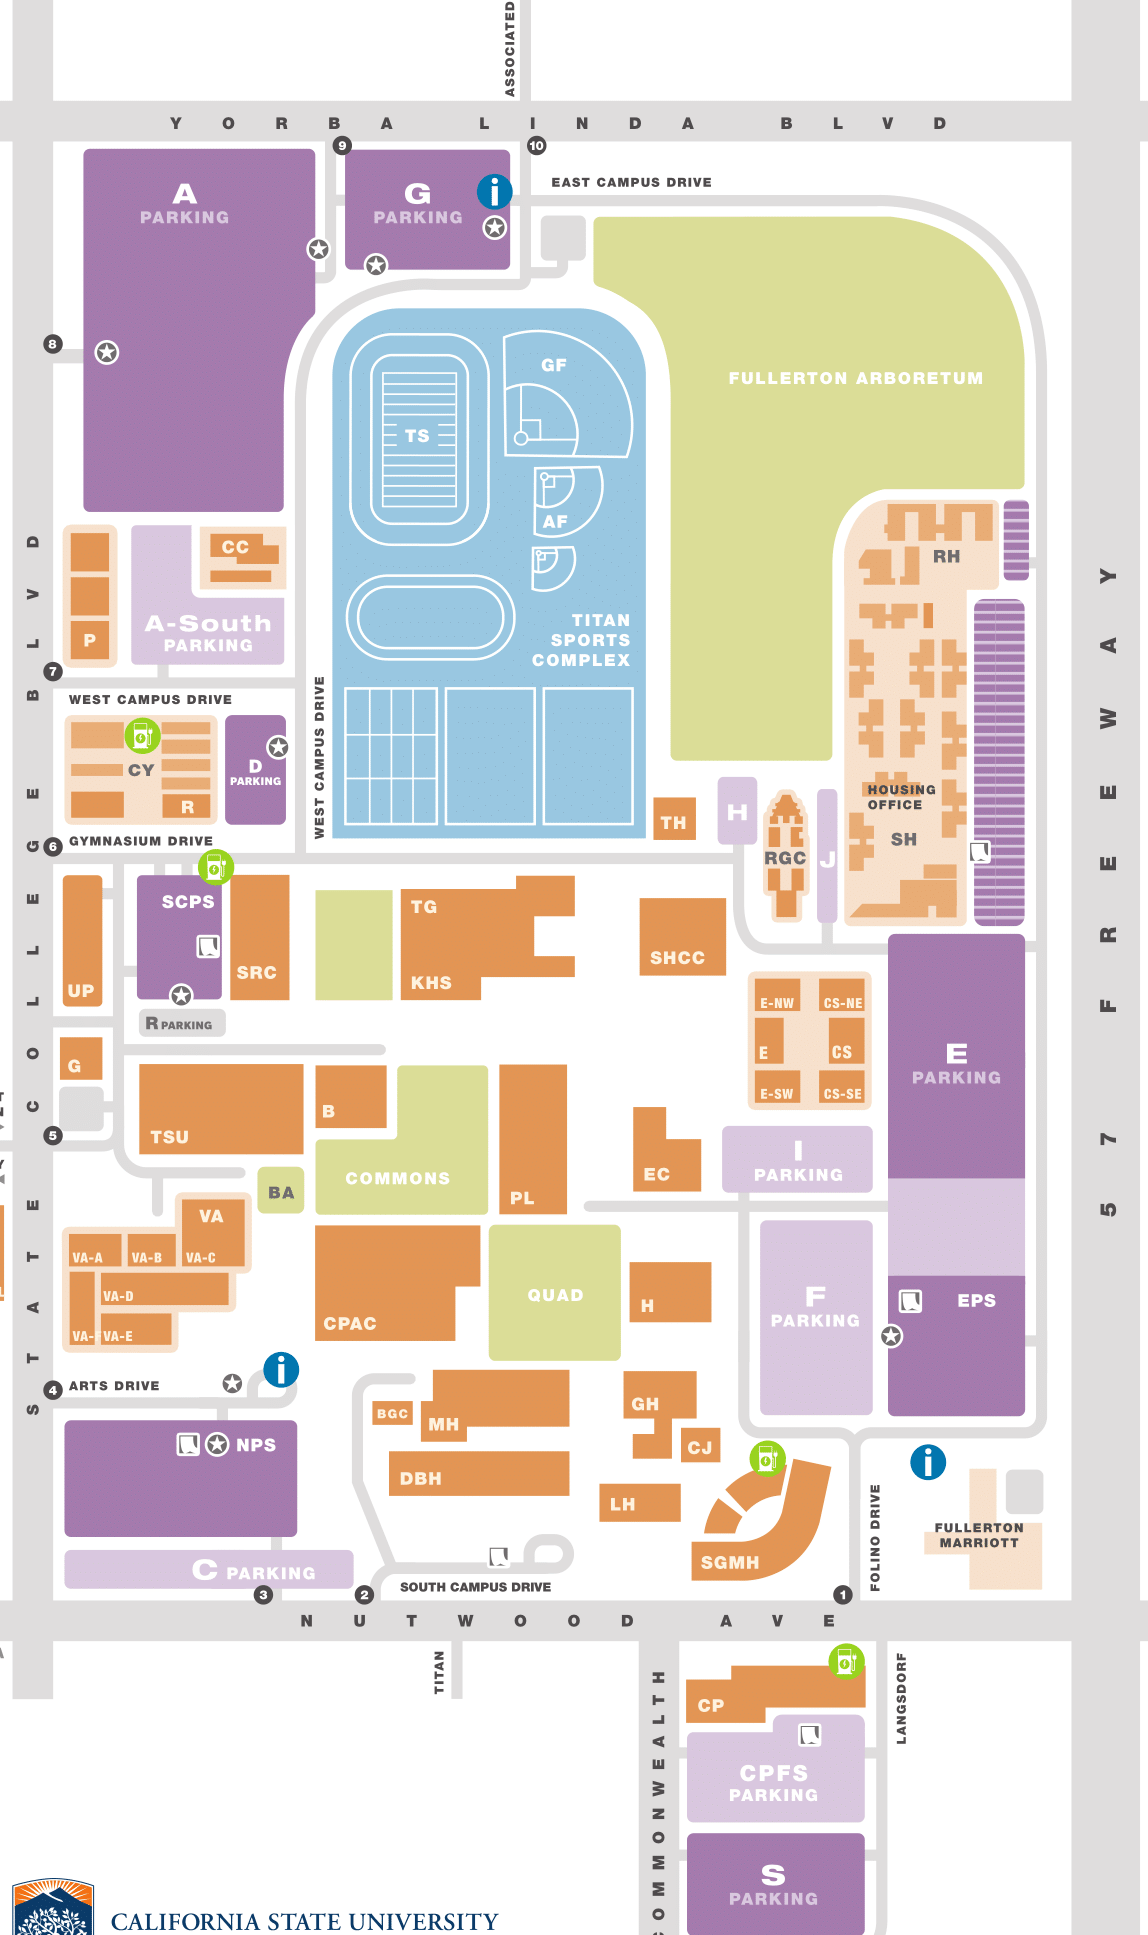 ASSOCIATED
YORBA LINDA BLVD
9
10
EAST CAMPUS DRIVE
A
PARKING
G
PARKING
i
8
FULLERTON ARBORETUM
GF
TS
AF
TITAN
SPORTS
COMPLEX
CC
P
A-South
PARKING
RH
7
WEST CAMPUS DRIVE
WEST CAMPUS DRIVE
CY
R
D
PARKING
STATE COLLEGE BLVD
57 FREEWAY
HOUSING
OFFICE
SH
TH
H
RGC
J
6
GYMNASIUM DRIVE
SCPS
SRC
UP
R PARKING
TG
KHS
SHCC
E-NW
CS-NE
E
CS
E-SW
CS-SE
E
PARKING
G
5
TSU
B
COMMONS
BA
PL
EC
I
PARKING
VA
VA-A
VA-B
VA-C
VA-D
VA-
VA-E
CPAC
QUAD
H
F
PARKING
EPS
4
ARTS DRIVE
i
NPS
BGC
MH
DBH
GH
CJ
LH
SGMH
i
FOLINO DRIVE
FULLERTON
MARRIOTT
C PARKING
3
2
SOUTH CAMPUS DRIVE
1
NUTWOOD AVE
TITAN
COMMONWEALTH
LANGSDORF
CP
CPFS
PARKING
S
PARKING
CALIFORNIA STATE UNIVERSITY